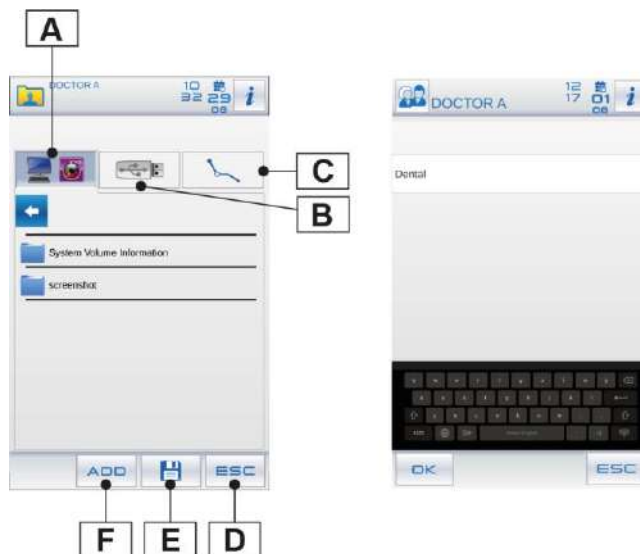 A
DOCTOR A
10
32
29
08
i
C
B
System Volume Information
screenshot
ADD
ESC
F
E
D
DOCTOR A
12
17
01
08
i
Dental
OK
ESC